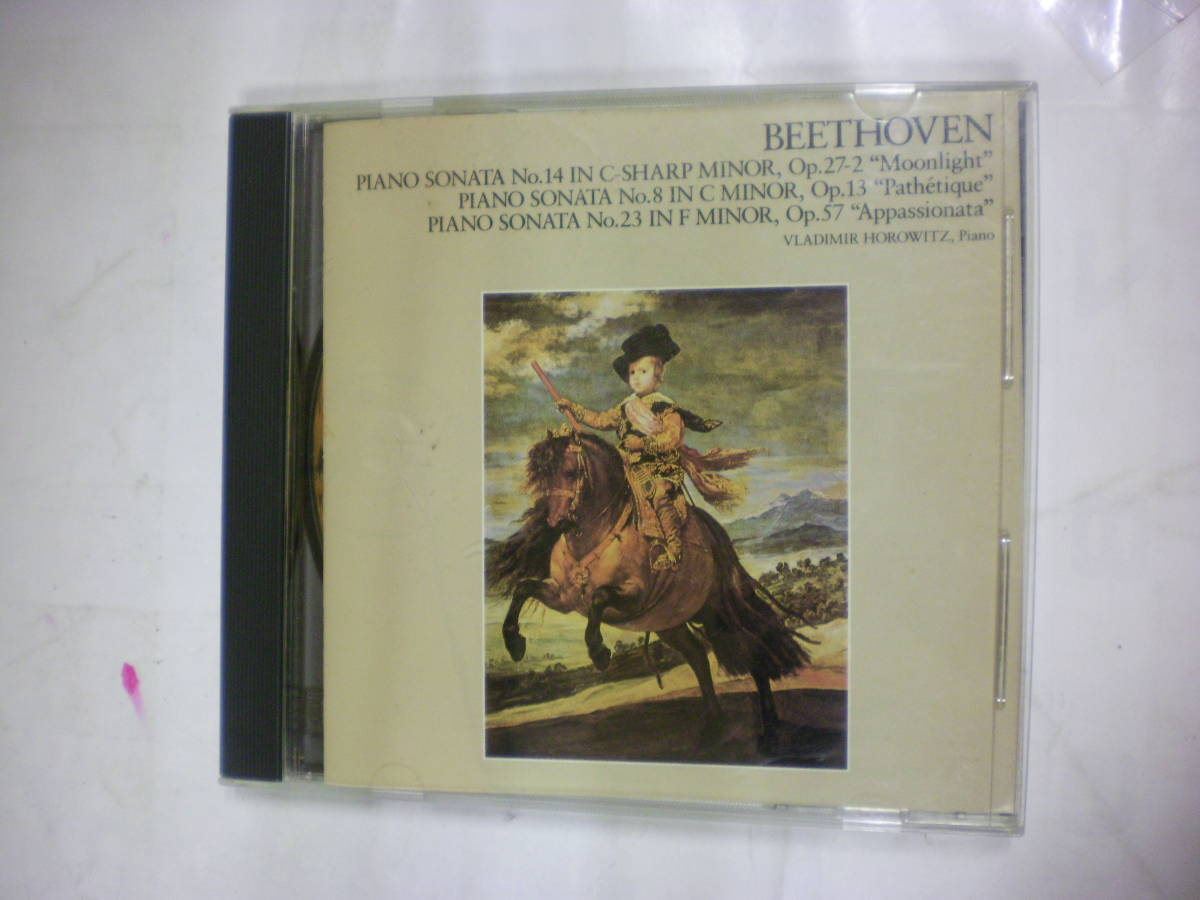 BEETHOVEN
PIANO SONATA No.14 IN C-SHARP MINOR, Op.27-2 “Moonlight”
PIANO SONATA No.8 IN C MINOR, Op.13 “Pathétique”
PIANO SONATA No.23 IN F MINOR, Op.57 “Appassionata”
VLADIMIR HOROWITZ, Piano